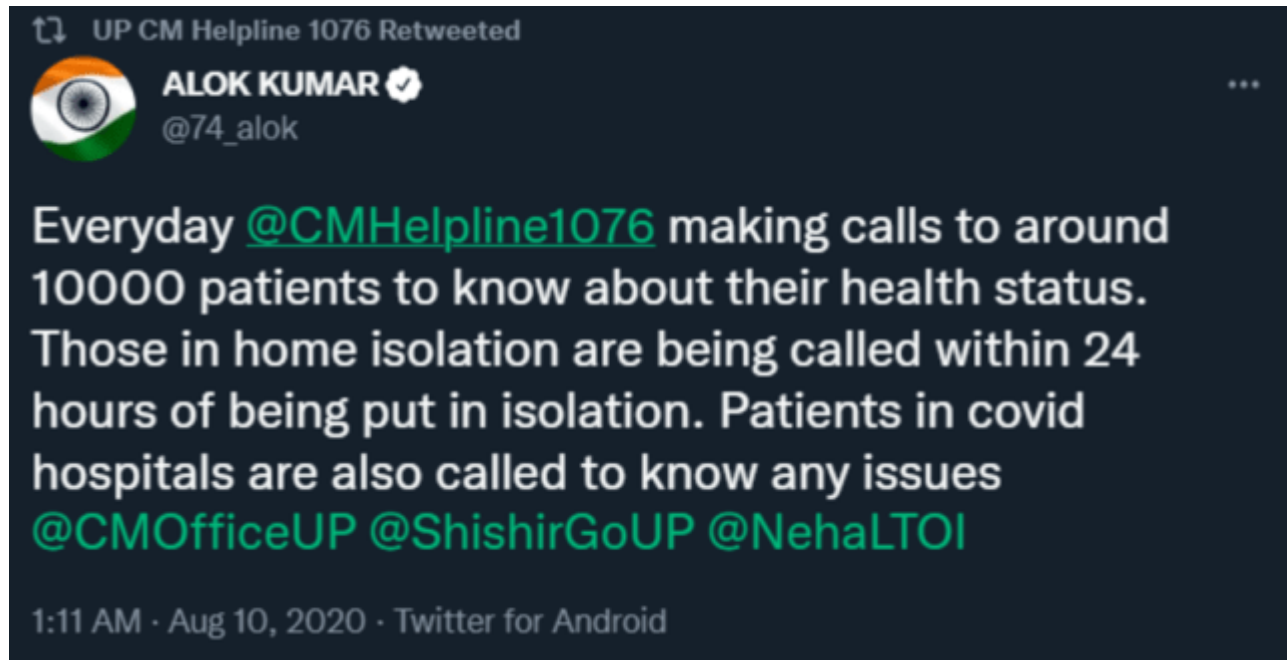 UP CM Helpline 1076 Retweeted
ALOK KUMAR
@74_alok
Everyday @CMHelpline1076 making calls to around
10000 patients to know about their health status.
Those in home isolation are being called within 24
hours of being put in isolation. Patients in covid
hospitals are also called to know any issues
@CMOfficeUP @ShishirGoUP @NehaLTOI
1:11 AM · Aug 10, 2020 · Twitter for Android